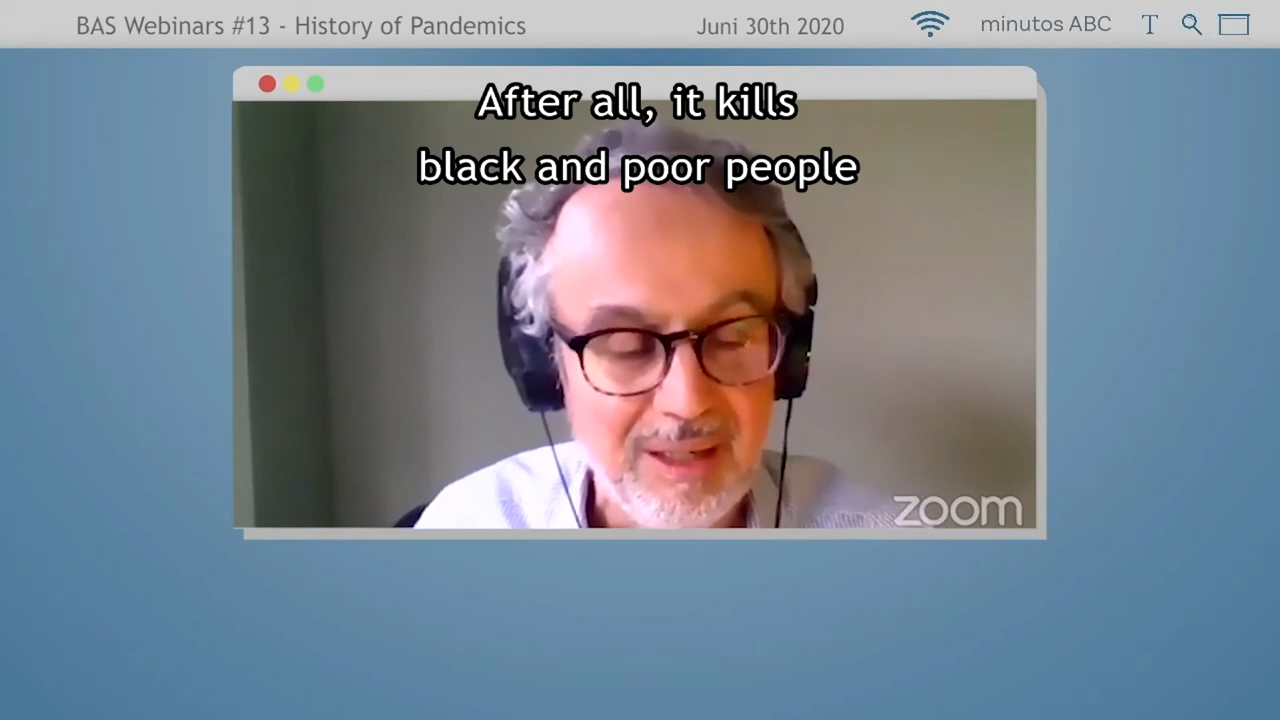 BAS Webinars #13 - History of Pandemics
Juni 30th 2020
minutos ABC
T
After all, it kills
black and poor people
zoom